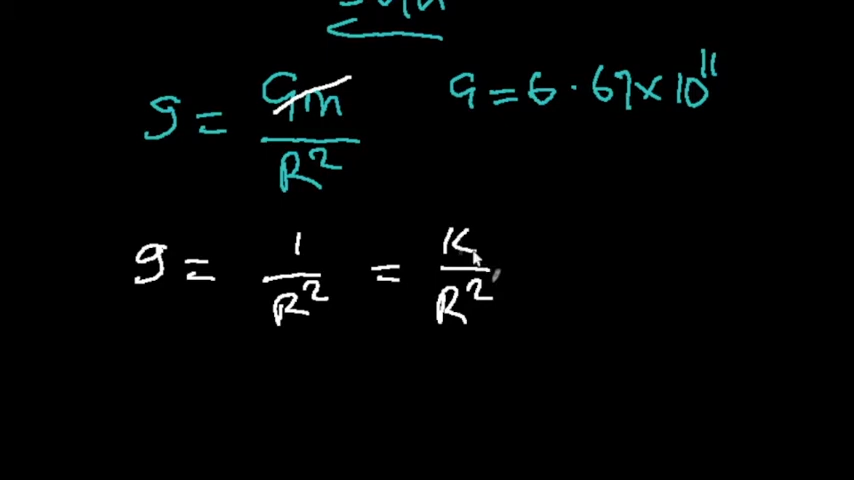 g = Gm / R² G = 6.67 × 10¹¹
g = 1 / R² = K / R²